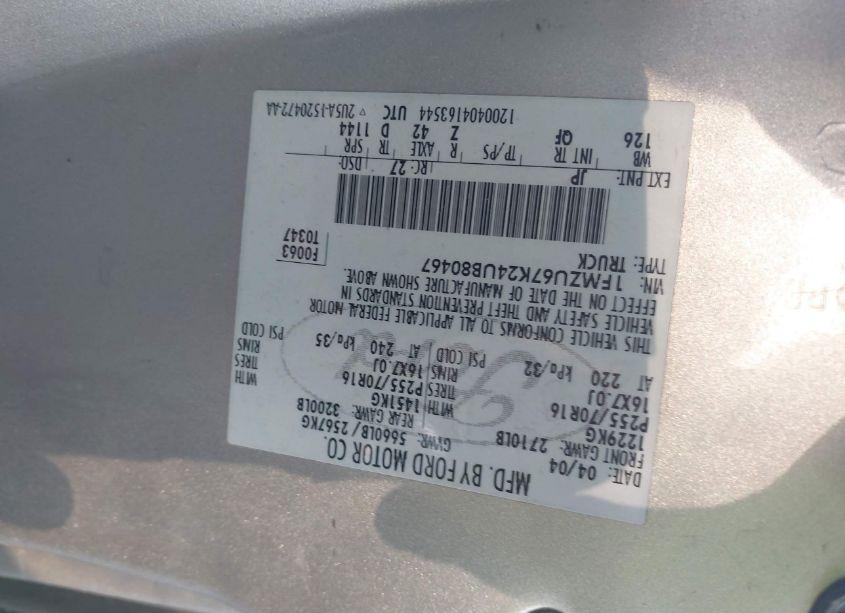 MFD. BY FORD MOTOR CO.
DATE: 04/04 GVWR: 5660LB/ 2567KG
FRONT GAWR: 2710LB REAR GAWR: 3200LB
1229KG WITH 1451KG WITH
P255/70R16 TIRES P255/70R16 TIRES
16X7.0J RIMS 16X7.0J RIMS
AT 220 kPa/32 PSI COLD AT 240 kPa/35 PSI COLD
THIS VEHICLE CONFORMS TO ALL APPLICABLE FEDERAL MOTOR
VEHICLE SAFETY AND THEFT PREVENTION STANDARDS IN
EFFECT ON THE DATE OF MANUFACTURE SHOWN ABOVE.
VIN: 1FMZU67K24UB80467
TYPE: TRUCK
F0063
T0347
EXT PNT: JP RC: 27 DSO:
WB INT TR TP/PS R AXLE TR SPR
126 QF Z 42 D 1144
1200404163544 UTC ▽ 2U5A-1520472-AA